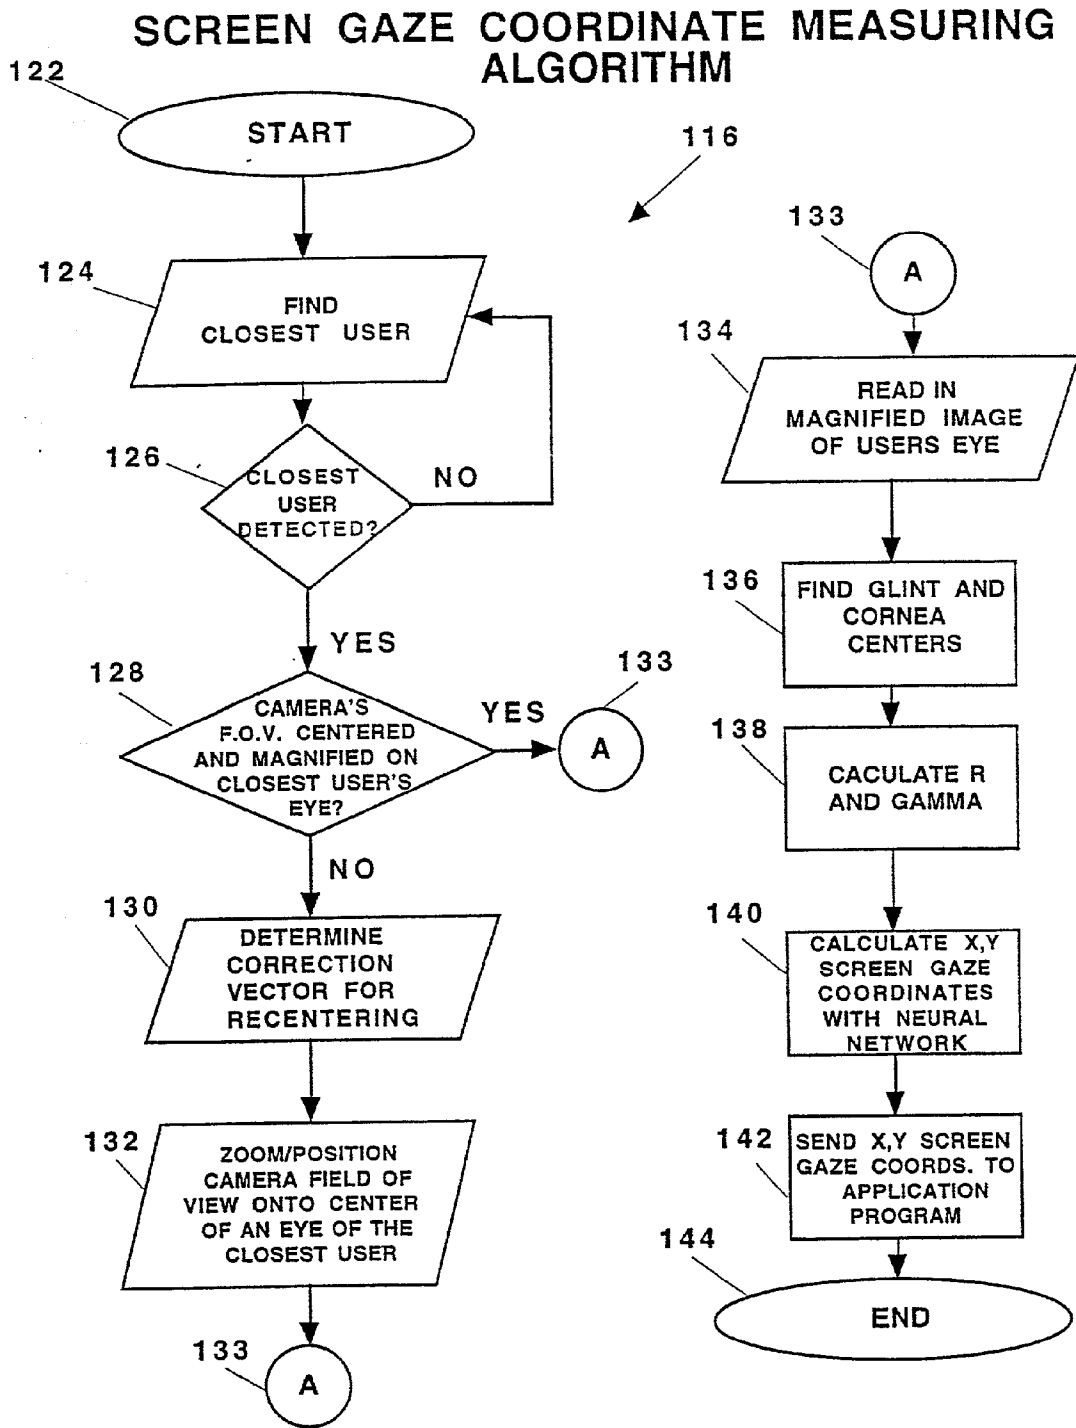 SCREEN GAZE COORDINATE MEASURING
ALGORITHM
122
START
116
124
FIND
CLOSEST USER
126
CLOSEST
USER
DETECTED?
NO
YES
128
CAMERA'S
F.O.V. CENTERED
AND MAGNIFIED ON
CLOSEST USER'S
EYE?
YES
133
A
NO
130
DETERMINE
CORRECTION
VECTOR FOR
RECENTERING
132
ZOOM/POSITION
CAMERA FIELD OF
VIEW ONTO CENTER
OF AN EYE OF THE
CLOSEST USER
133
A
133
A
134
READ IN
MAGNIFIED IMAGE
OF USERS EYE
136
FIND GLINT AND
CORNEA
CENTERS
138
CACULATE R
AND GAMMA
140
CALCULATE X,Y
SCREEN GAZE
COORDINATES
WITH NEURAL
NETWORK
142
SEND X,Y SCREEN
GAZE COORDS. TO
APPLICATION
PROGRAM
144
END